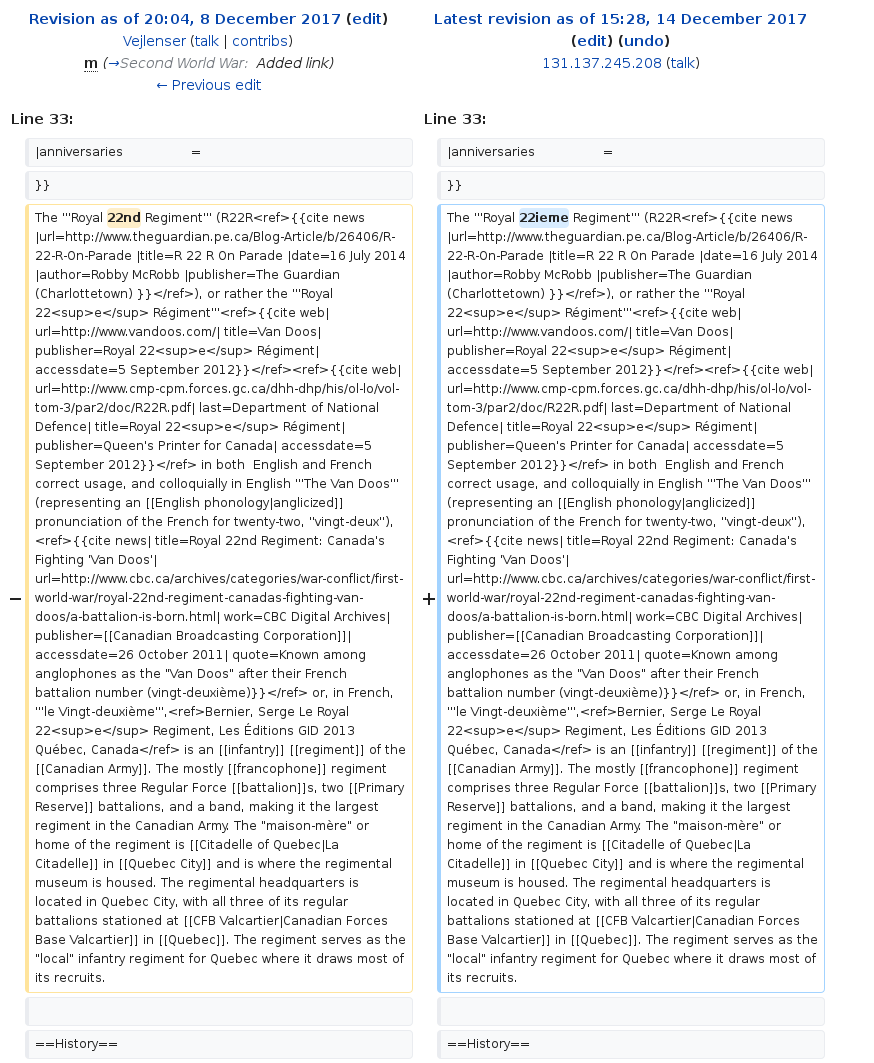 Revision as of 20:04, 8 December 2017 (edit)
Vejlenser (talk | contribs)
m (→Second World War: Added link)
← Previous edit
Latest revision as of 15:28, 14 December 2017
(edit) (undo)
131.137.245.208 (talk)
Line 33:
Line 33:
|anniversaries =
|anniversaries =
}}
}}
−
The '''Royal 22nd Regiment''' (R22R<ref>{{cite news
|url=http://www.theguardian.pe.ca/Blog-Article/b/26406/R-
22-R-On-Parade |title=R 22 R On Parade |date=16 July 2014
|author=Robby McRobb |publisher=The Guardian
(Charlottetown) }}</ref>), or rather the '''Royal
22<sup>e</sup> Régiment'''<ref>{{cite web|
url=http://www.vandoos.com/| title=Van Doos|
publisher=Royal 22<sup>e</sup> Régiment|
accessdate=5 September 2012}}</ref><ref>{{cite web|
url=http://www.cmp-cpm.forces.gc.ca/dhh-dhp/his/ol-lo/vol-
tom-3/par2/doc/R22R.pdf| last=Department of National
Defence| title=Royal 22<sup>e</sup> Régiment|
publisher=Queen's Printer for Canada| accessdate=5
September 2012}}</ref> in both  English and French
correct usage, and colloquially in English '''The Van Doos'''
(representing an [[English phonology|anglicized]]
pronunciation of the French for twenty-two, ''vingt-deux''),
<ref>{{cite news| title=Royal 22nd Regiment: Canada's
Fighting 'Van Doos'|
url=http://www.cbc.ca/archives/categories/war-conflict/first-
world-war/royal-22nd-regiment-canadas-fighting-van-
doos/a-battalion-is-born.html| work=CBC Digital Archives|
publisher=[[Canadian Broadcasting Corporation]]|
accessdate=26 October 2011| quote=Known among
anglophones as the "Van Doos" after their French
battalion number (vingt-deuxième)}}</ref> or, in French,
'''le Vingt-deuxième''',<ref>Bernier, Serge Le Royal
22<sup>e</sup> Regiment, Les Éditions GID 2013
Québec, Canada</ref> is an [[infantry]] [[regiment]] of the
[[Canadian Army]]. The mostly [[francophone]] regiment
comprises three Regular Force [[battalion]]s, two [[Primary
Reserve]] battalions, and a band, making it the largest
regiment in the Canadian Army. The "maison-mère" or
home of the regiment is [[Citadelle of Quebec|La
Citadelle]] in [[Quebec City]] and is where the regimental
museum is housed. The regimental headquarters is
located in Quebec City, with all three of its regular
battalions stationed at [[CFB Valcartier|Canadian Forces
Base Valcartier]] in [[Quebec]]. The regiment serves as the
"local" infantry regiment for Quebec where it draws most of
its recruits.
+
The '''Royal 22ieme Regiment''' (R22R<ref>{{cite news
|url=http://www.theguardian.pe.ca/Blog-Article/b/26406/R-
22-R-On-Parade |title=R 22 R On Parade |date=16 July 2014
|author=Robby McRobb |publisher=The Guardian
(Charlottetown) }}</ref>), or rather the '''Royal
22<sup>e</sup> Régiment'''<ref>{{cite web|
url=http://www.vandoos.com/| title=Van Doos|
publisher=Royal 22<sup>e</sup> Régiment|
accessdate=5 September 2012}}</ref><ref>{{cite web|
url=http://www.cmp-cpm.forces.gc.ca/dhh-dhp/his/ol-lo/vol-
tom-3/par2/doc/R22R.pdf| last=Department of National
Defence| title=Royal 22<sup>e</sup> Régiment|
publisher=Queen's Printer for Canada| accessdate=5
September 2012}}</ref> in both  English and French
correct usage, and colloquially in English '''The Van Doos'''
(representing an [[English phonology|anglicized]]
pronunciation of the French for twenty-two, ''vingt-deux''),
<ref>{{cite news| title=Royal 22nd Regiment: Canada's
Fighting 'Van Doos'|
url=http://www.cbc.ca/archives/categories/war-conflict/first-
world-war/royal-22nd-regiment-canadas-fighting-van-
doos/a-battalion-is-born.html| work=CBC Digital Archives|
publisher=[[Canadian Broadcasting Corporation]]|
accessdate=26 October 2011| quote=Known among
anglophones as the "Van Doos" after their French
battalion number (vingt-deuxième)}}</ref> or, in French,
'''le Vingt-deuxième''',<ref>Bernier, Serge Le Royal
22<sup>e</sup> Regiment, Les Éditions GID 2013
Québec, Canada</ref> is an [[infantry]] [[regiment]] of the
[[Canadian Army]]. The mostly [[francophone]] regiment
comprises three Regular Force [[battalion]]s, two [[Primary
Reserve]] battalions, and a band, making it the largest
regiment in the Canadian Army. The "maison-mère" or
home of the regiment is [[Citadelle of Quebec|La
Citadelle]] in [[Quebec City]] and is where the regimental
museum is housed. The regimental headquarters is
located in Quebec City, with all three of its regular
battalions stationed at [[CFB Valcartier|Canadian Forces
Base Valcartier]] in [[Quebec]]. The regiment serves as the
"local" infantry regiment for Quebec where it draws most of
its recruits.
==History==
==History==